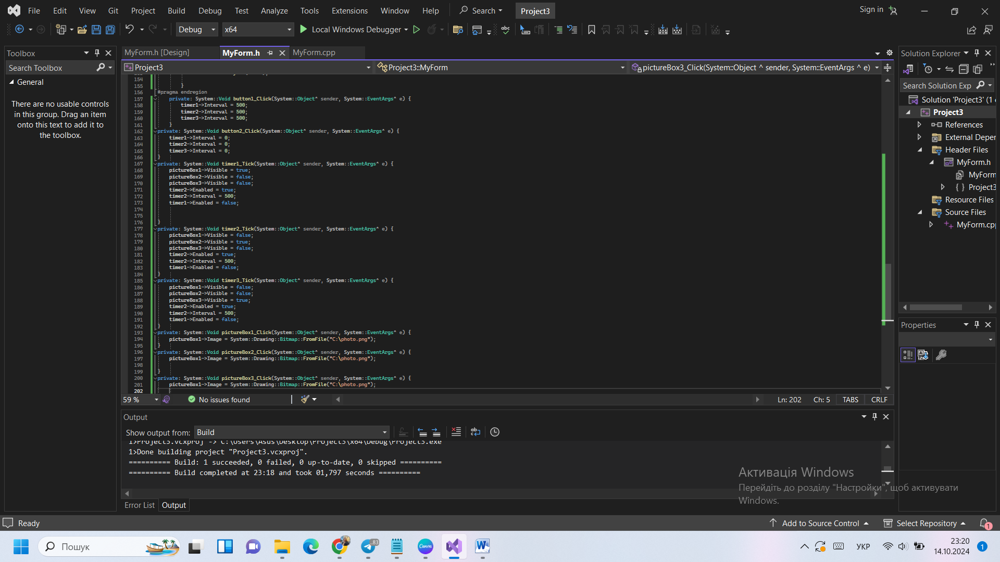 File Edit View Git Project Build Debug Test Analyze Tools Extensions Window Help Search Project3 Sign in
Debug x64 Local Windows Debugger
Toolbox
Search Toolbox
General
There are no usable controls
in this group. Drag an item
onto this text to add it to
the toolbox.
MyForm.h [Design] MyForm.h MyForm.cpp
Project3 Project3::MyForm pictureBox3_Click(System::Object ^ sender, System::EventArgs ^ e)
154
155 }
156 #pragma endregion
157 private: System::Void button1_Click(System::Object^ sender, System::EventArgs^ e) {
158 timer1->Interval = 500;
159 timer2->Interval = 500;
160 timer3->Interval = 500;
161 }
162 private: System::Void button2_Click(System::Object^ sender, System::EventArgs^ e) {
163 timer1->Interval = 0;
164 timer2->Interval = 0;
165 timer3->Interval = 0;
166 }
167 private: System::Void timer1_Tick(System::Object^ sender, System::EventArgs^ e) {
168 pictureBox1->Visible = true;
169 pictureBox2->Visible = false;
170 pictureBox3->Visible = false;
171 timer2->Enabled = true;
172 timer2->Interval = 500;
173 timer1->Enabled = false;
174
175
176 }
177 private: System::Void timer2_Tick(System::Object^ sender, System::EventArgs^ e) {
178 pictureBox1->Visible = false;
179 pictureBox2->Visible = true;
180 pictureBox3->Visible = false;
181 timer2->Enabled = true;
182 timer2->Interval = 500;
183 timer1->Enabled = false;
184 }
185 private: System::Void timer3_Tick(System::Object^ sender, System::EventArgs^ e) {
186 pictureBox1->Visible = false;
187 pictureBox2->Visible = false;
188 pictureBox3->Visible = true;
189 timer2->Enabled = true;
190 timer2->Interval = 500;
191 timer1->Enabled = false;
192 }
193 private: System::Void pictureBox1_Click(System::Object^ sender, System::EventArgs^ e) {
194 pictureBox1->Image = System::Drawing::Bitmap::FromFile("C:\photo.png");
195 }
196 private: System::Void pictureBox2_Click(System::Object^ sender, System::EventArgs^ e) {
197 pictureBox1->Image = System::Drawing::Bitmap::FromFile("C:\photo.png");
198
199 }
200 private: System::Void pictureBox3_Click(System::Object^ sender, System::EventArgs^ e) {
201 pictureBox1->Image = System::Drawing::Bitmap::FromFile("C:\photo.png");
202
59 % No issues found Ln: 202 Ch: 5 TABS CRLF
Output
Show output from: Build
1>Project3.vcxproj -> C:\Users\Asus\Desktop\Project3\x64\Debug\Project3.exe
1>Done building project "Project3.vcxproj".
========== Build: 1 succeeded, 0 failed, 0 up-to-date, 0 skipped ==========
========== Build completed at 23:18 and took 01,797 seconds ==========
Error List Output
Solution Explorer
Search Solution Exp
Solution 'Project3' (1
Project3
References
External Deper
Header Files
MyForm.h
MyForm
Project3
Resource Files
Source Files
MyForm.cp
Properties
Активація Windows
Перейдіть до розділу "Настройки", щоб активувати
Windows.
Ready Add to Source Control Select Repository 1
Пошук 83 Canva W УКР 23:20 1
14.10.2024